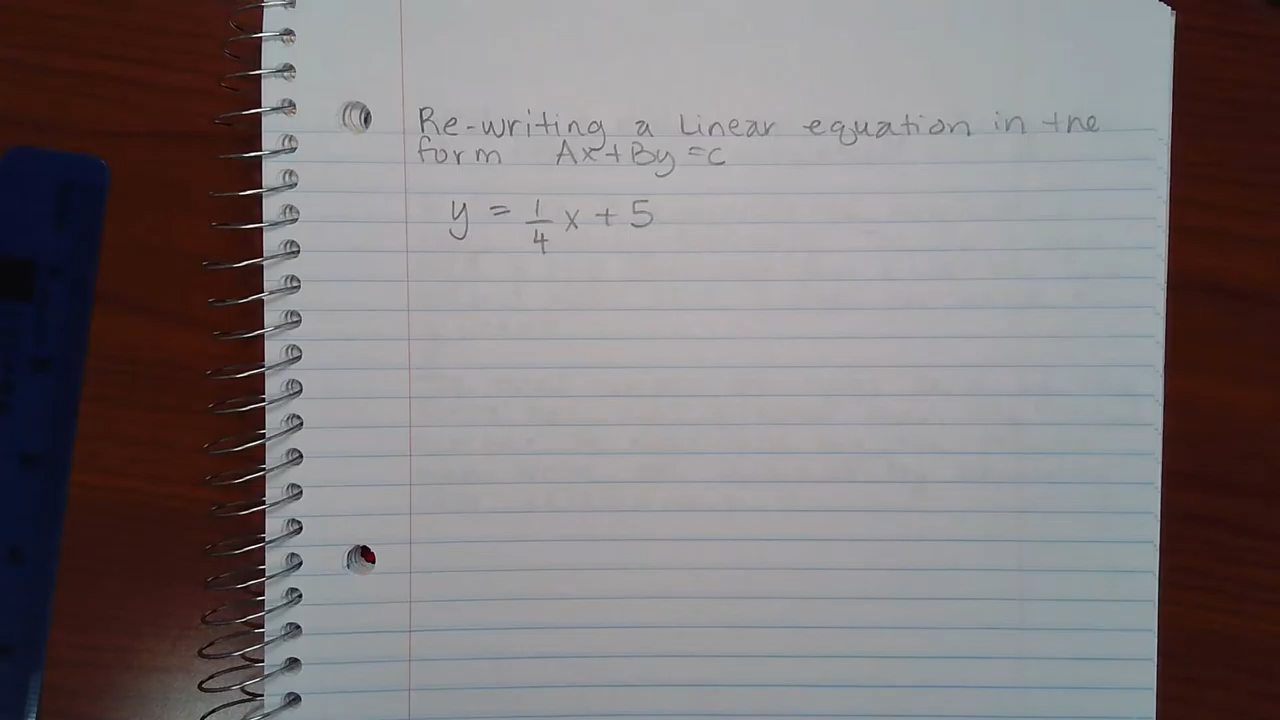 Re-writing a Linear equation in the
form Ax+By=c
y = 1/4 x + 5